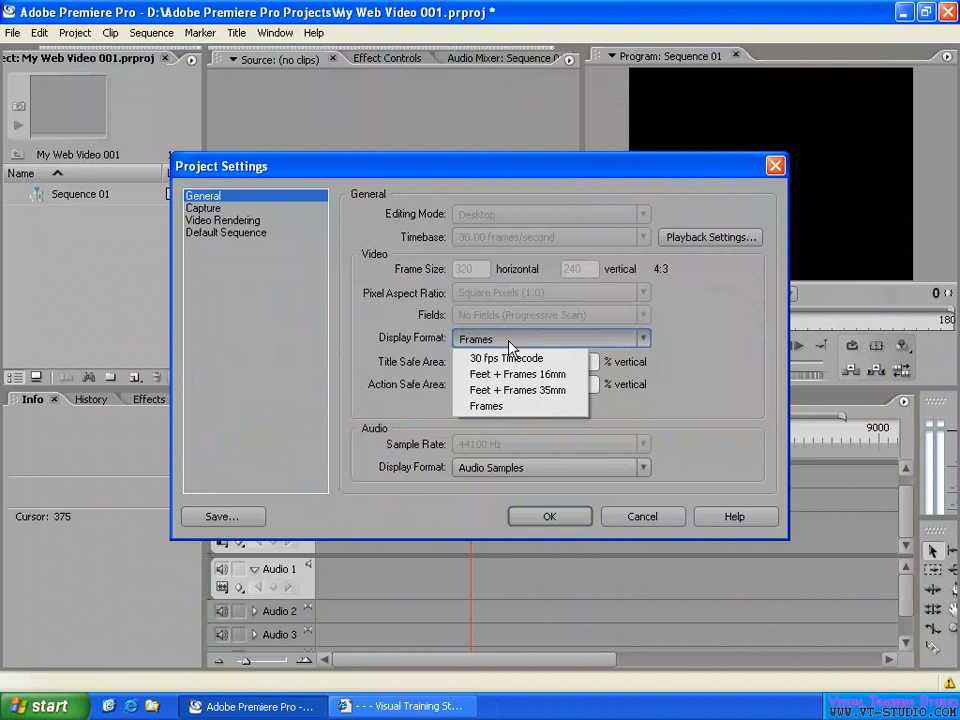 Adobe Premiere Pro - D:\Adobe Premiere Pro Projects\My Web Video 001.prproj *
File Edit Project Clip Sequence Marker Title Window Help
ect: My Web Video 001.prproj
Source: (no clips)
Effect Controls
Audio Mixer: Sequence 0
Program: Sequence 01
My Web Video 001
Name
Sequence 01
Project Settings
General
Capture
Video Rendering
Default Sequence
General
Editing Mode: Desktop
Timebase: 30.00 frames/second
Playback Settings...
Video
Frame Size: 320 horizontal 240 vertical 4:3
Pixel Aspect Ratio: Square Pixels (1.0)
Fields: No Fields (Progressive Scan)
Display Format: Frames
30 fps Timecode
Feet + Frames 16mm
Feet + Frames 35mm
Frames
Title Safe Area: % vertical
Action Safe Area: % vertical
Audio
Sample Rate: 44100 Hz
Display Format: Audio Samples
Save...
OK
Cancel
Help
0
180
Info
History
Effects
Cursor: 375
9000
Audio 1
Audio 2
Audio 3
start
Adobe Premiere Pro -...
- - - Visual Training St...
Visual Training Studio
www.VT-Studio.com